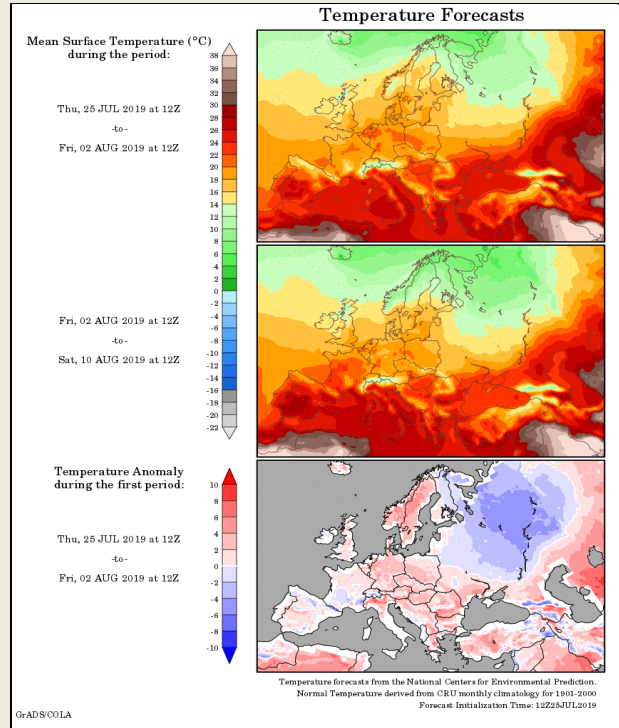 Temperature Forecasts
Mean Surface Temperature (°C)
during the period:
Thu, 25 JUL 2019 at 12Z
-to-
Fri, 02 AUG 2019 at 12Z
38
36
34
32
30
28
26
24
22
20
18
16
14
12
10
8
6
4
2
0
-2
-4
-6
-8
-10
-12
-14
-16
-18
-20
-22
Fri, 02 AUG 2019 at 12Z
-to-
Sat, 10 AUG 2019 at 12Z
Temperature Anomaly
during the first period:
Thu, 25 JUL 2019 at 12Z
-to-
Fri, 02 AUG 2019 at 12Z
10
8
6
4
2
0
-2
-4
-6
-8
-10
Temperature forecasts from the National Centers for Environmental Prediction.
Normal Temperature derived from CRU monthly climatology for 1901-2000
Forecast Initialization Time: 12Z25JUL2019
GrADS/COLA